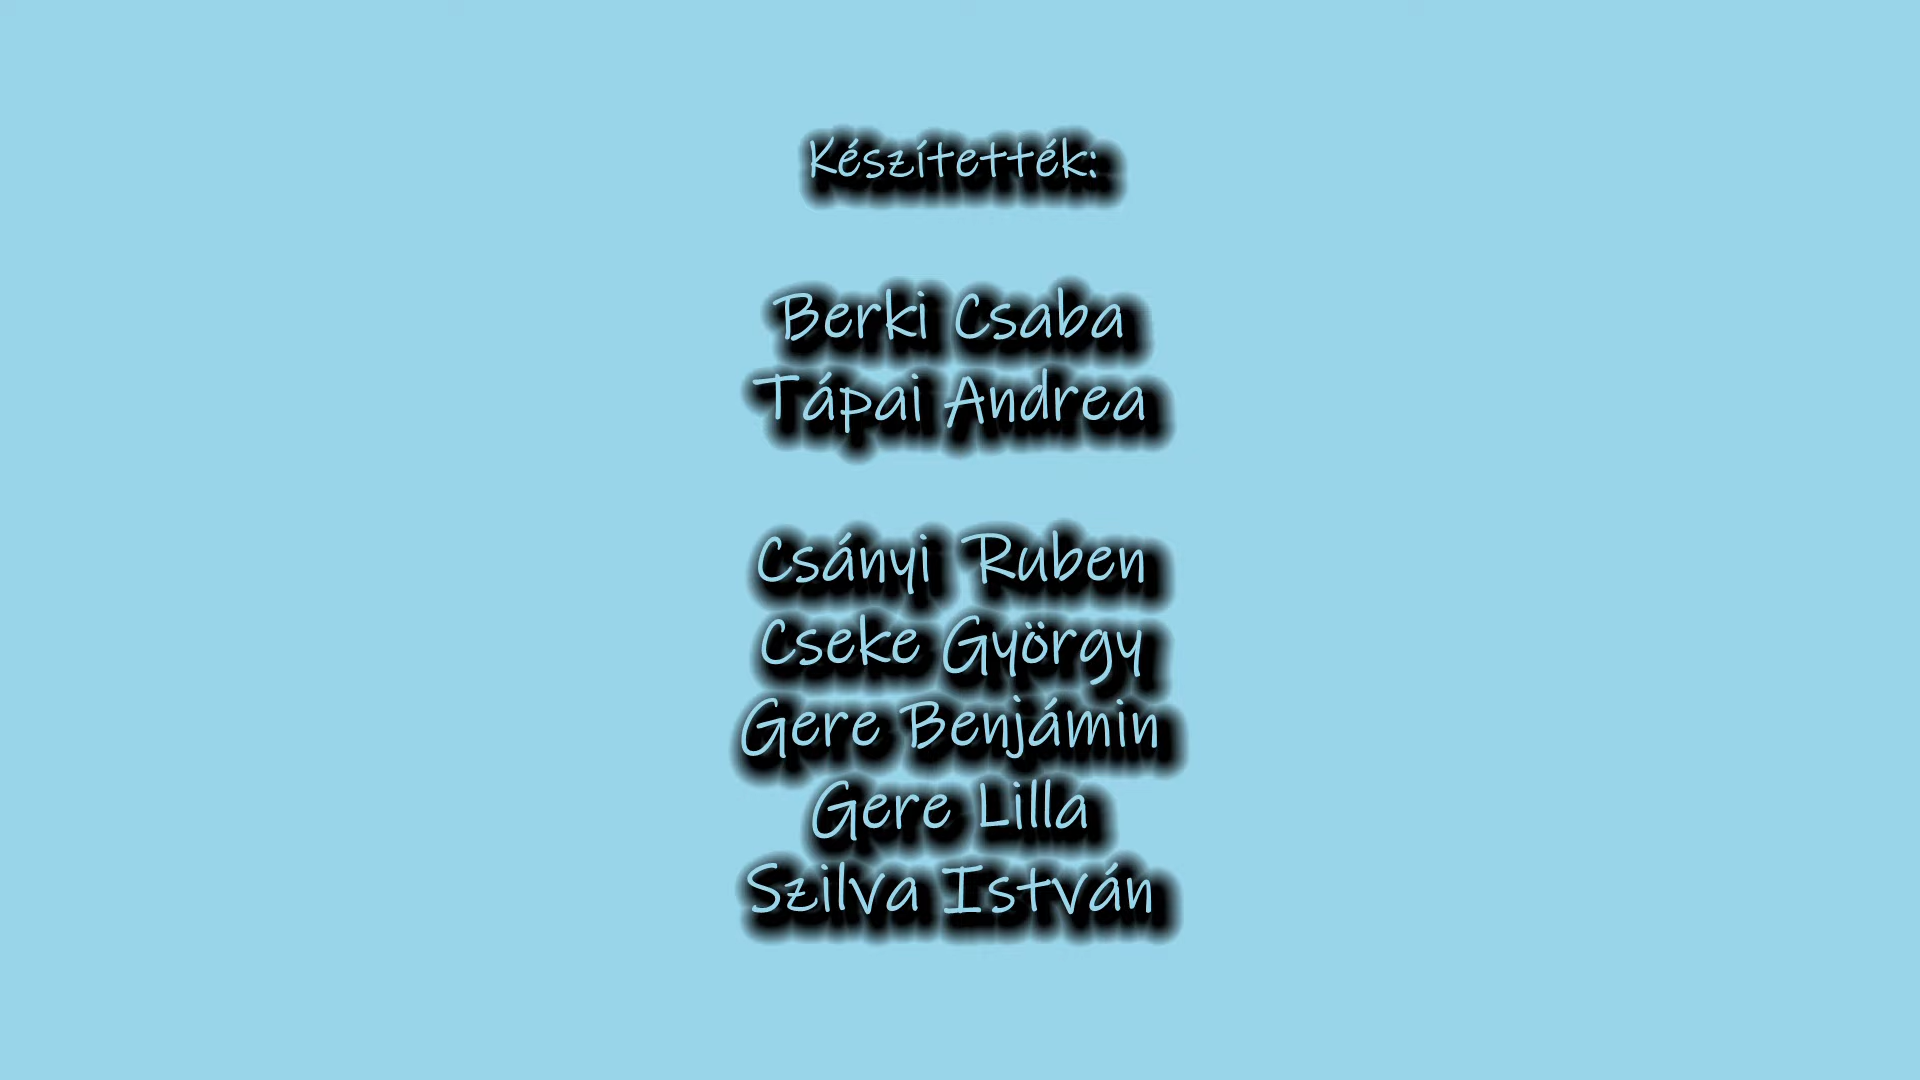 Készítették:
Berki Csaba
Tápai Andrea
Csányi Ruben
Cseke György
Gere Benjámin
Gere Lilla
Szilva István